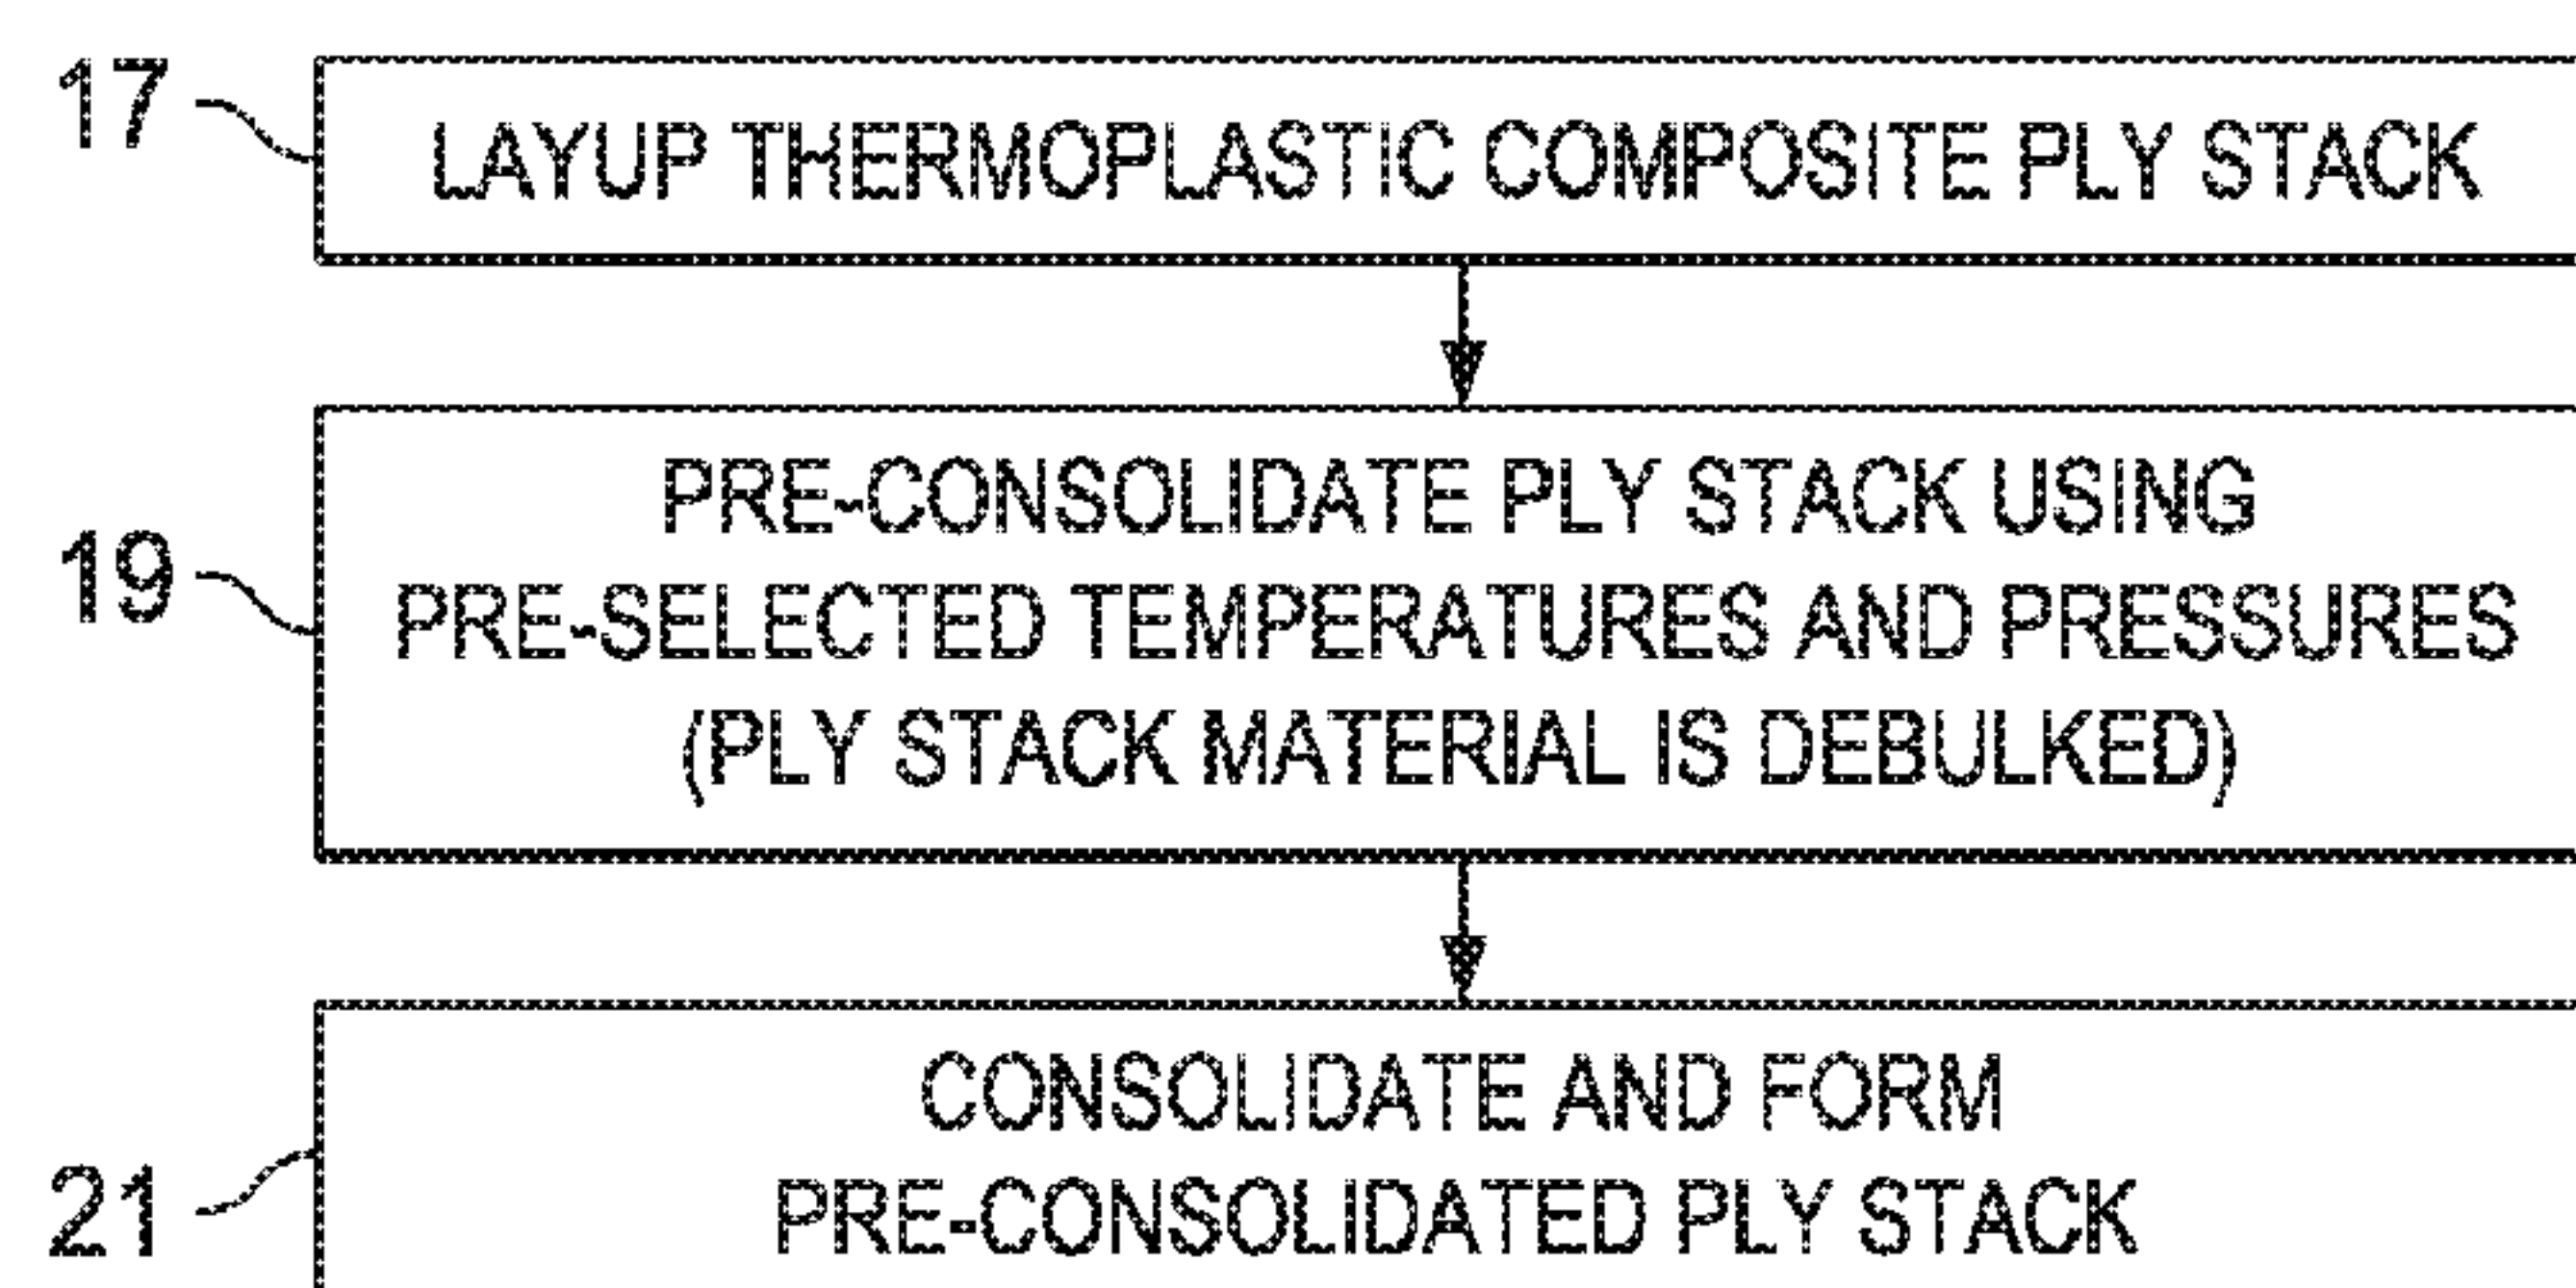 17
LAYUP THERMOPLASTIC COMPOSITE PLY STACK
19
PRE-CONSOLIDATE PLY STACK USING
PRE-SELECTED TEMPERATURES AND PRESSURES
(PLY STACK MATERIAL IS DEBULKED)
21
CONSOLIDATE AND FORM
PRE-CONSOLIDATED PLY STACK